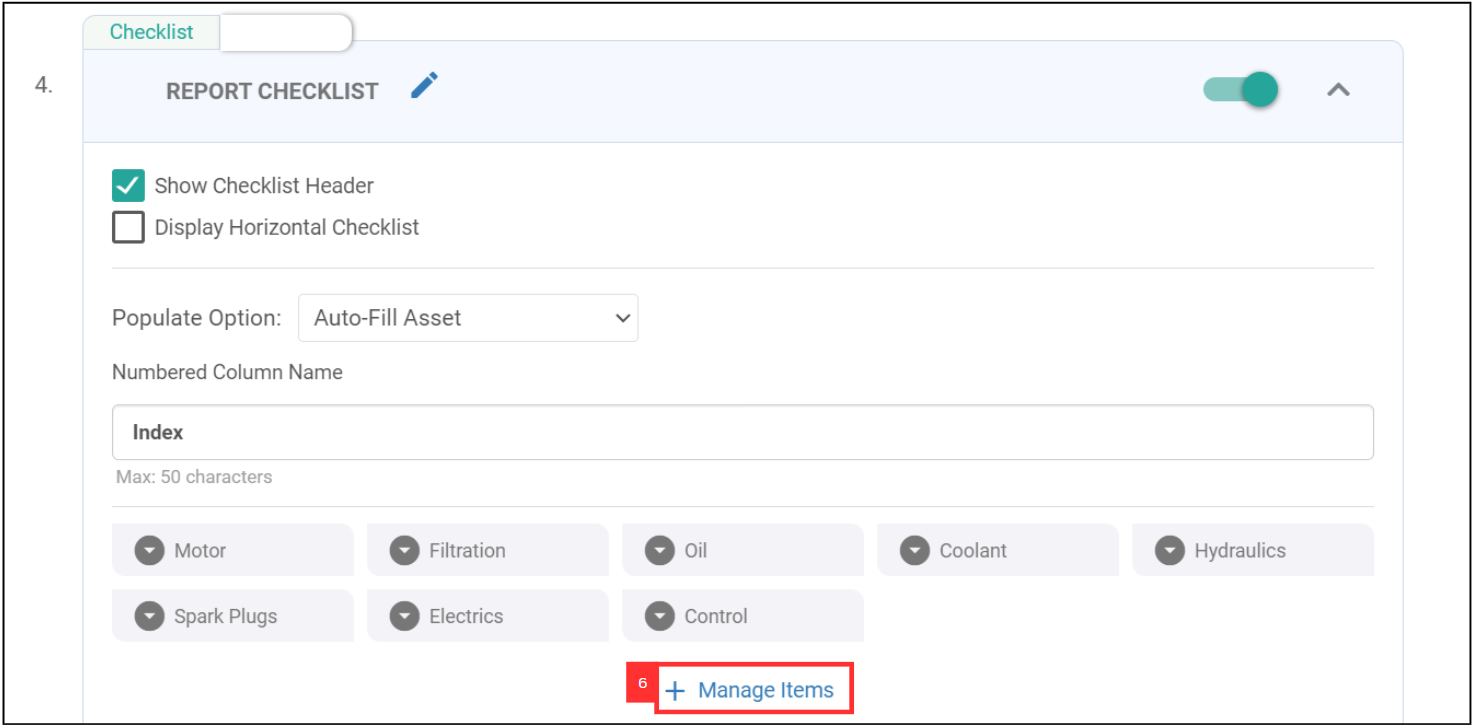 Checklist
4.
REPORT CHECKLIST
Show Checklist Header
Display Horizontal Checklist
Populate Option: Auto-Fill Asset
Numbered Column Name
Index
Max: 50 characters
Motor Filtration Oil Coolant Hydraulics
Spark Plugs Electrics Control
6 + Manage Items